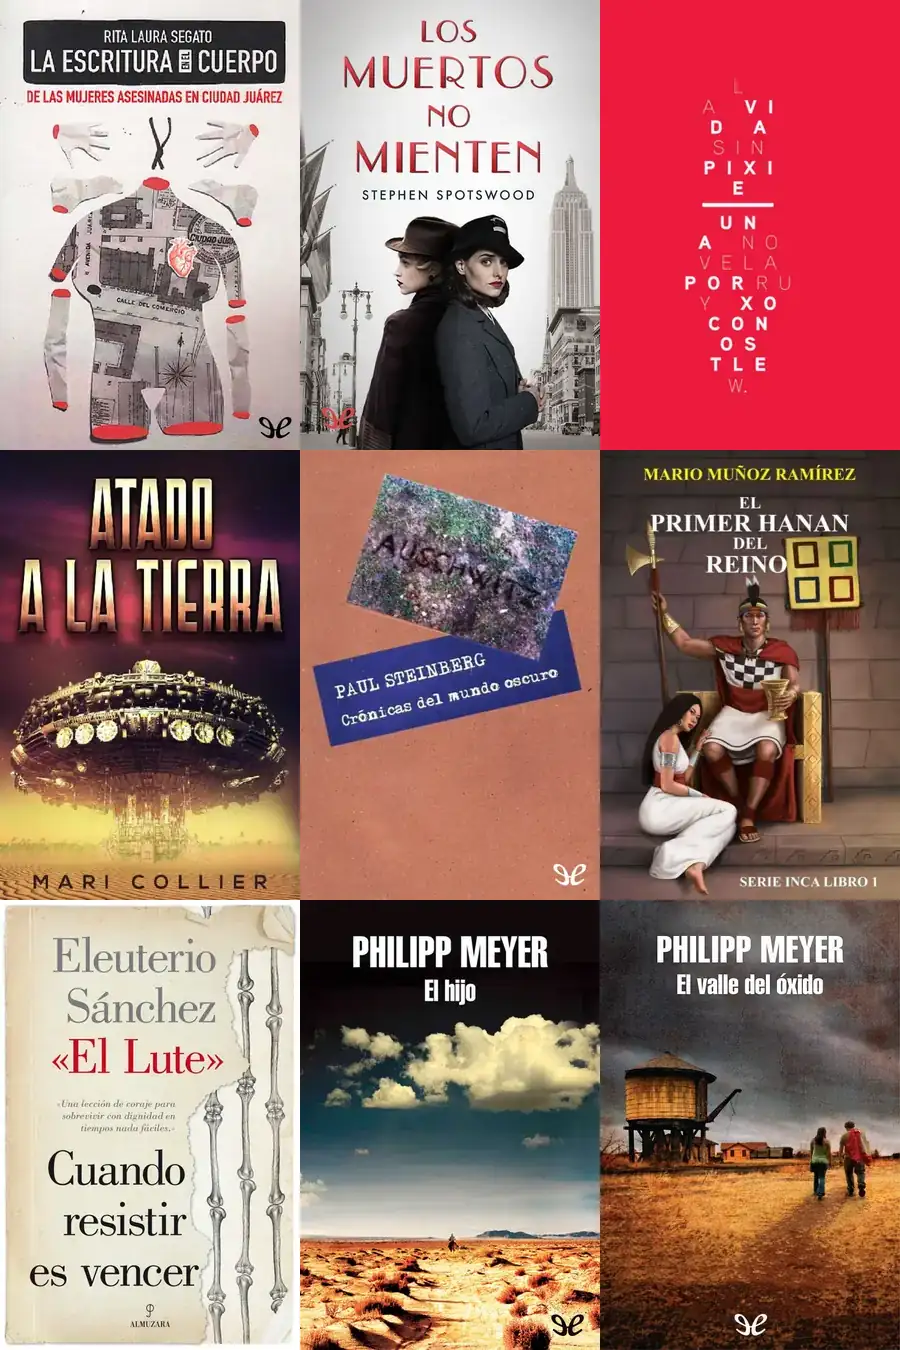 RITA LAURA SEGATO
LA ESCRITURA EN EL CUERPO
DE LAS MUJERES ASESINADAS EN CIUDAD JUÁREZ
CIUDAD JUÁ
CALLE DEL COMERCIO
LOS
MUERTOS
NO
MIENTEN
STEPHEN SPOTSWOOD
L
A VI
D A
SIN
PIXI
E
UN
A NO
VELA
PORRU
Y XO
CON
OS
TLE
W.
ATADO
A LA TIERRA
MARI COLLIER
AUSCHWITZ
PAUL STEINBERG
Crónicas del mundo oscuro
MARIO MUÑOZ RAMÍREZ
EL
PRIMER HANAN
DEL
REINO
SERIE INCA LIBRO 1
Eleuterio
Sánchez
«El Lute»
«Una lección de coraje para
sobrevivir con dignidad en
tiempos nada fáciles.»
Cuando
resistir
es vencer
ALMUZARA
PHILIPP MEYER
El hijo
PHILIPP MEYER
El valle del óxido